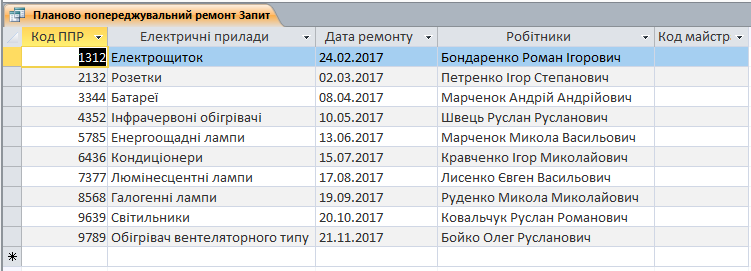 Планово попереджувальний ремонт Запит
Код ППР Електричні прилади Дата ремонту Робітники Код майстра
1312 Електрощиток 24.02.2017 Бондаренко Роман Ігорович
2132 Розетки 02.03.2017 Петренко Ігор Степанович
3344 Батареї 08.04.2017 Марченок Андрій Андрійович
4352 Інфрачервоні обігрівачі 10.05.2017 Швець Руслан Русланович
5785 Енергоощадні лампи 13.06.2017 Марченок Микола Васильович
6436 Кондиціонери 15.07.2017 Кравченко Ігор Миколайович
7377 Люмінесцентні лампи 17.08.2017 Лисенко Євген Васильович
8568 Галогенні лампи 19.09.2017 Руденко Микола Миколайович
9639 Світильники 20.10.2017 Ковальчук Руслан Романович
9789 Обігрівач вентеляторного типу 21.11.2017 Бойко Олег Русланович